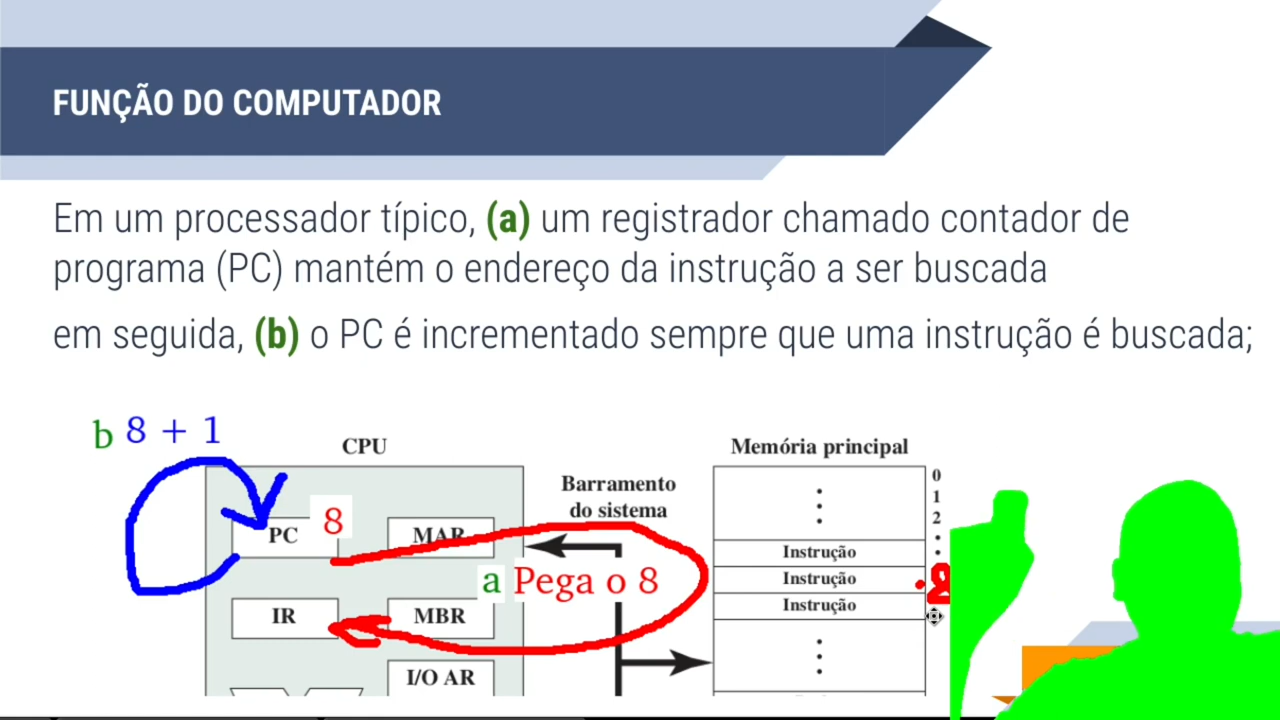 FUNÇÃO DO COMPUTADOR
Em um processador típico, (a) um registrador chamado contador de
programa (PC) mantém o endereço da instrução a ser buscada
em seguida, (b) o PC é incrementado sempre que uma instrução é buscada;
b 8 + 1
CPU
Memória principal
Barramento
do sistema
0
1
2
PC
8
MAR
Instrução
a Pega o 8
Instrução
8
Instrução
IR
MBR
I/O AR